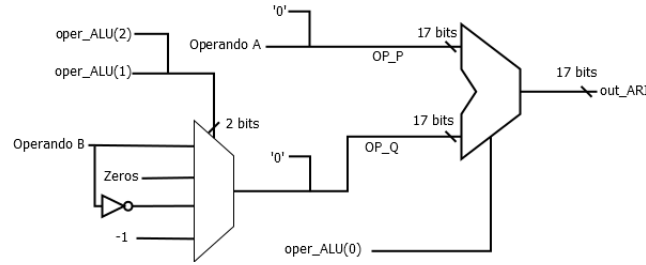 '0'
oper_ALU(2)
Operando A
17 bits
OP_P
oper_ALU(1)
17 bits
out_ARI
2 bits
17 bits
Operando B
'0'
OP_Q
Zeros
-1
oper_ALU(0)